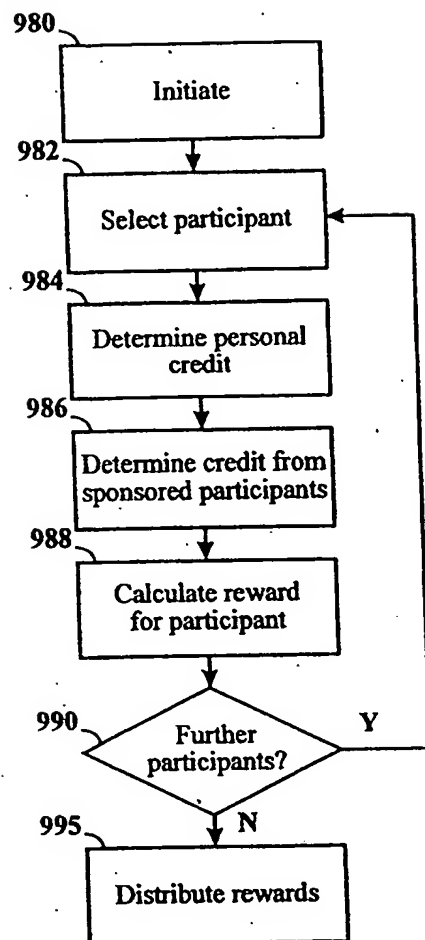 980
Initiate
982
Select participant
984
Determine personal
credit
986
Determine credit from
sponsored participants
988
Calculate reward
for participant
990
Further
participants?
Y
N
995
Distribute rewards